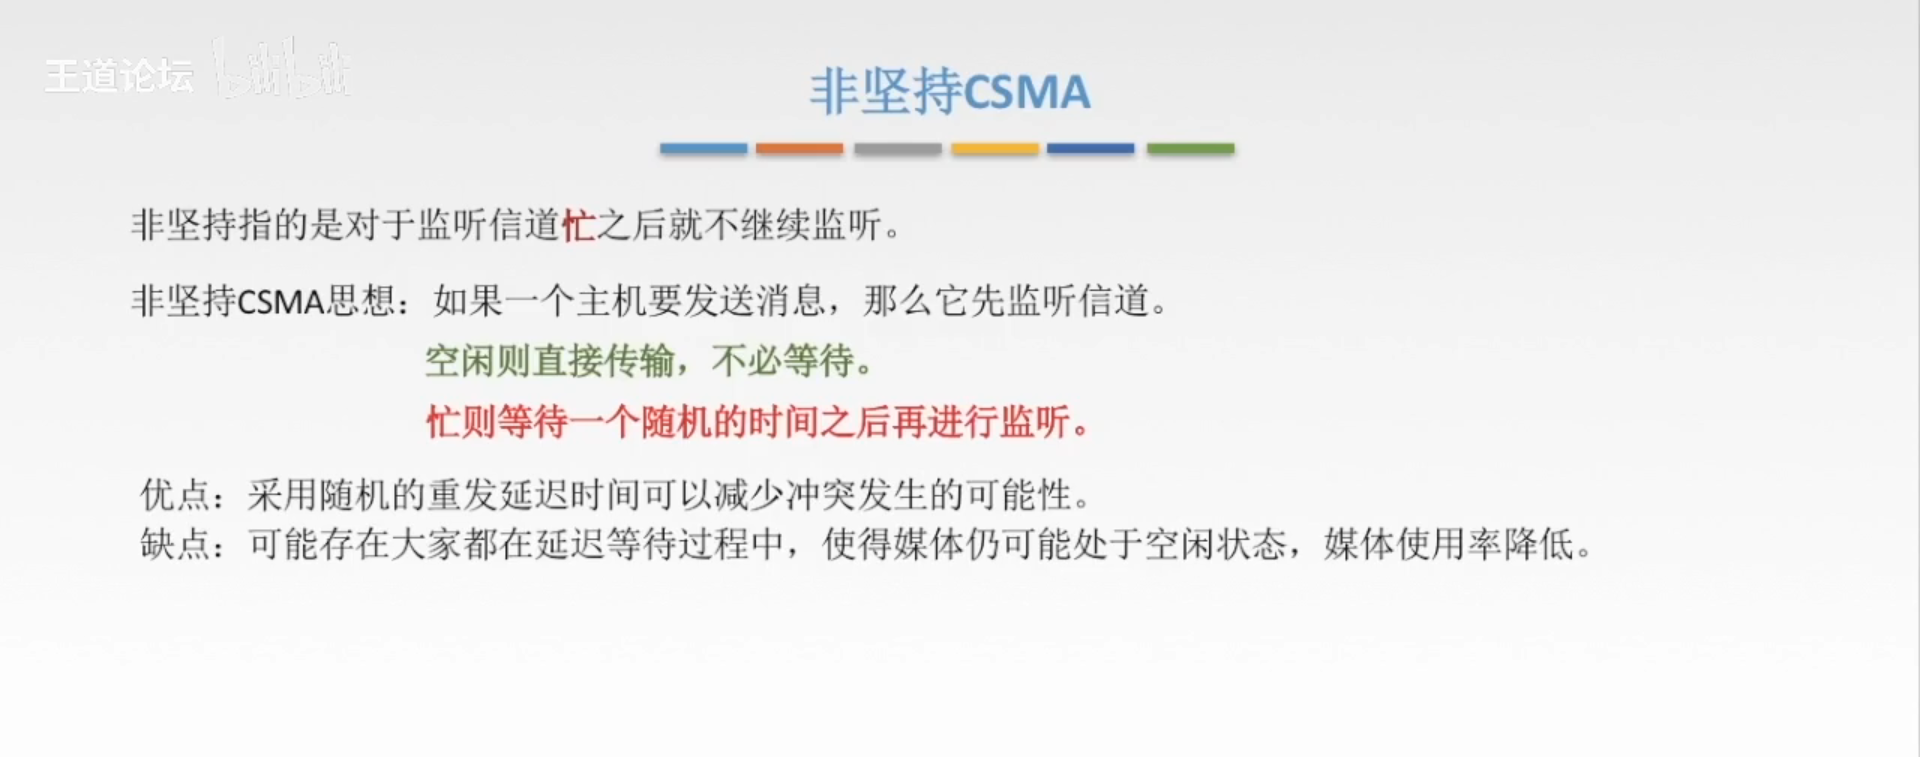 王道论坛 bilibili
非坚持CSMA
非坚持指的是对于监听信道忙之后就不继续监听。
非坚持CSMA思想：如果一个主机要发送消息，那么它先监听信道。
空闲则直接传输，不必等待。
忙则等待一个随机的时间之后再进行监听。
优点：采用随机的重发延迟时间可以减少冲突发生的可能性。
缺点：可能存在大家都在延迟等待过程中，使得媒体仍可能处于空闲状态，媒体使用率降低。